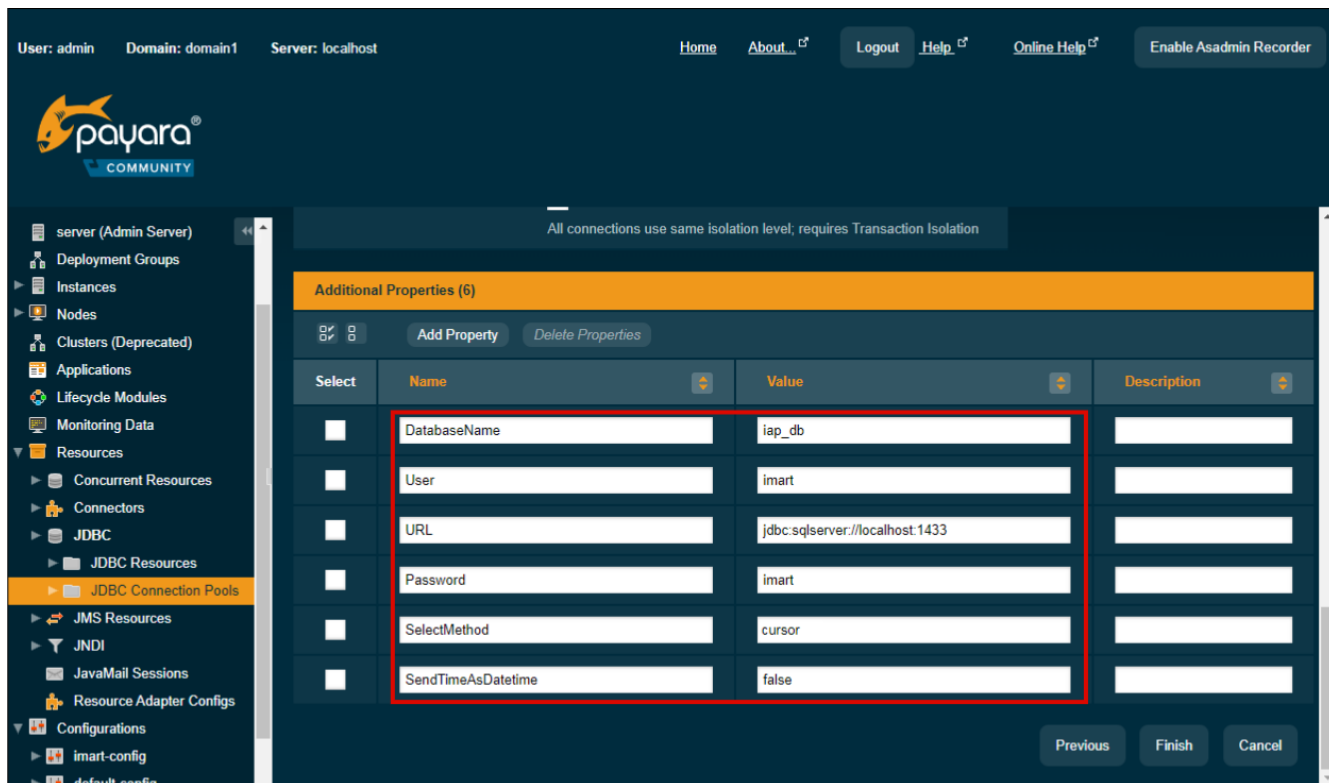 User: admin Domain: domain1 Server: localhost Home About... Logout Help Online Help Enable Asadmin Recorder
payara®
COMMUNITY
server (Admin Server)
Deployment Groups
Instances
Nodes
Clusters (Deprecated)
Applications
Lifecycle Modules
Monitoring Data
Resources
Concurrent Resources
Connectors
JDBC
JDBC Resources
JDBC Connection Pools
JMS Resources
JNDI
JavaMail Sessions
Resource Adapter Configs
Configurations
imart-config
default-config
All connections use same isolation level; requires Transaction Isolation
Additional Properties (6)
Add Property Delete Properties
Select Name Value Description
DatabaseName iap_db
User imart
URL jdbc:sqlserver://localhost:1433
Password imart
SelectMethod cursor
SendTimeAsDatetime false
Previous Finish Cancel